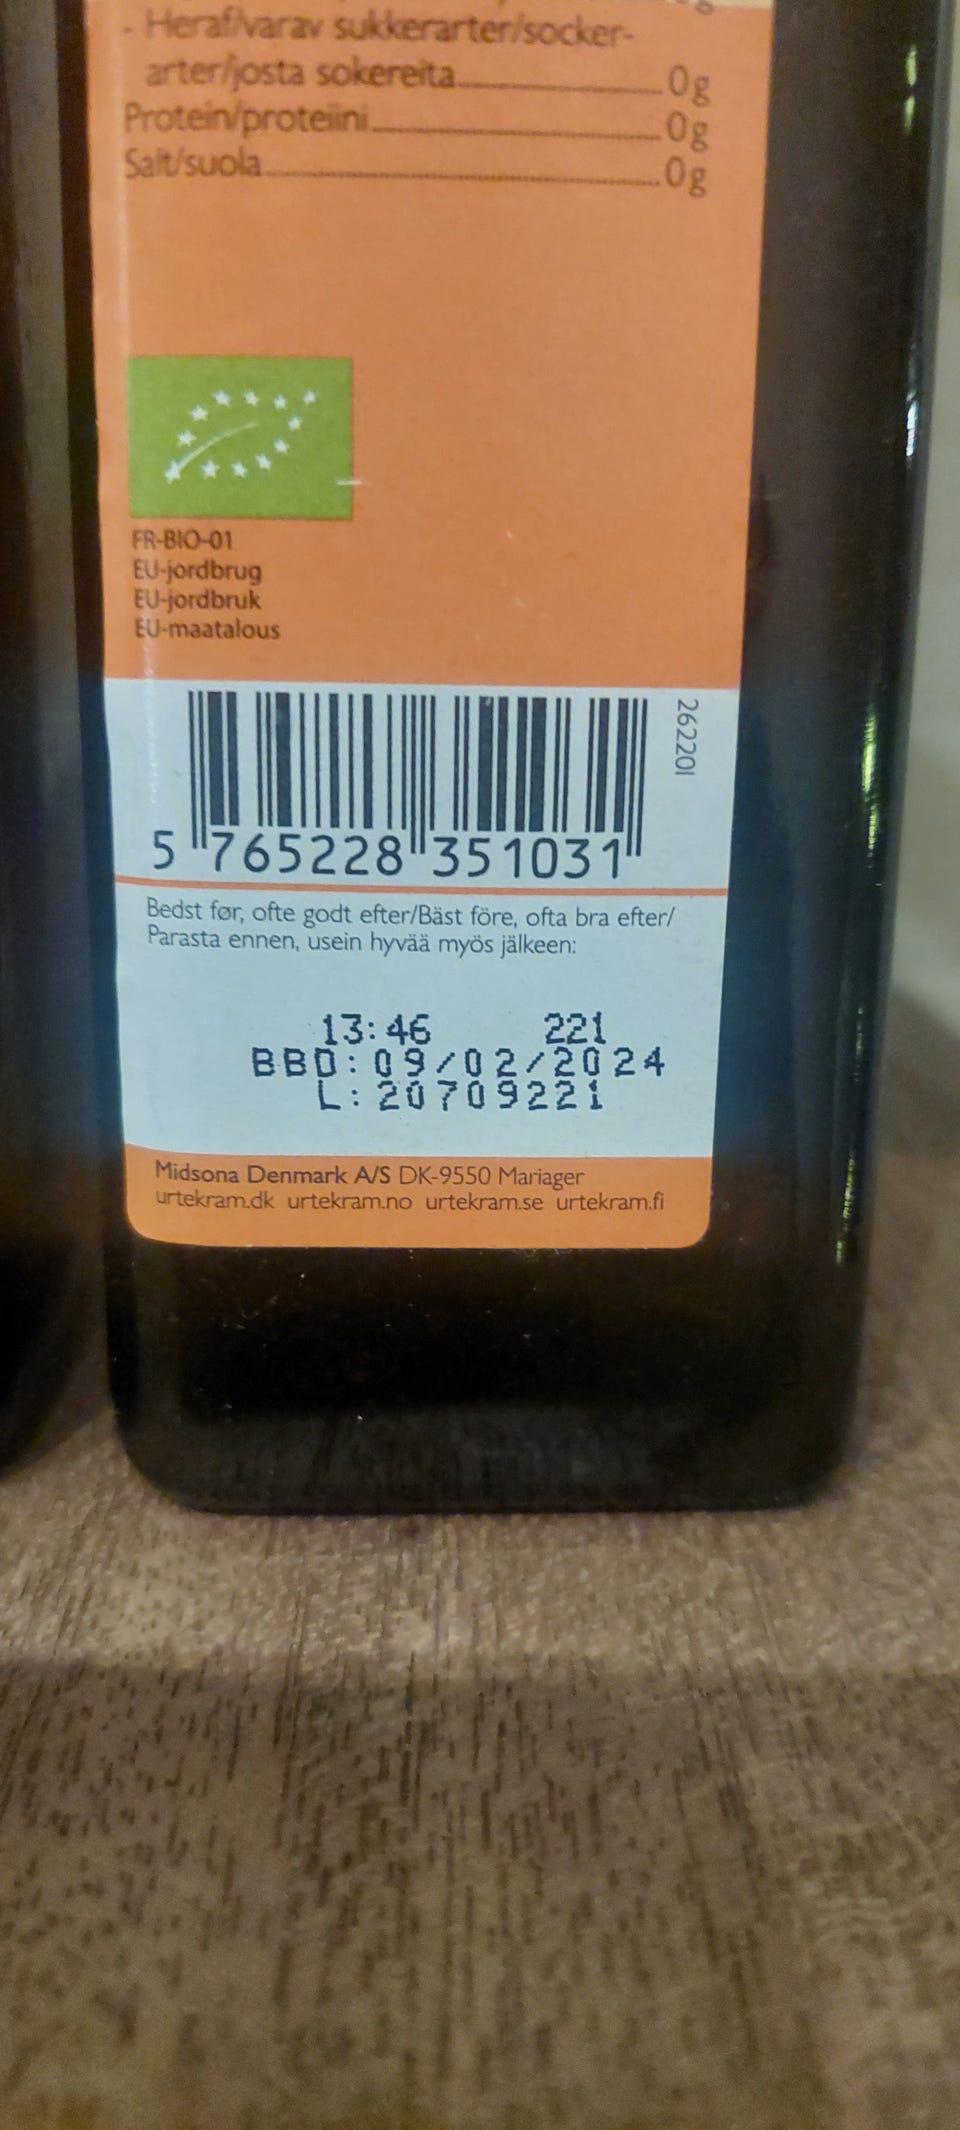 - Heraf/varav sukkerarter/socker-
arter/josta sokereita 0g
Protein/proteiini 0g
Salt/suola 0g
FR-BIO-01
EU-jordbrug
EU-jordbruk
EU-maatalous
262201
5 765228 351031
Bedst før, ofte godt efter/Bäst före, ofta bra efter/
Parasta ennen, usein hyvää myös jälkeen:
13:46 221
BBD:09/02/2024
L: 20709221
Midsona Denmark A/S DK-9550 Mariager
urtekram.dk urtekram.no urtekram.se urtekram.fi